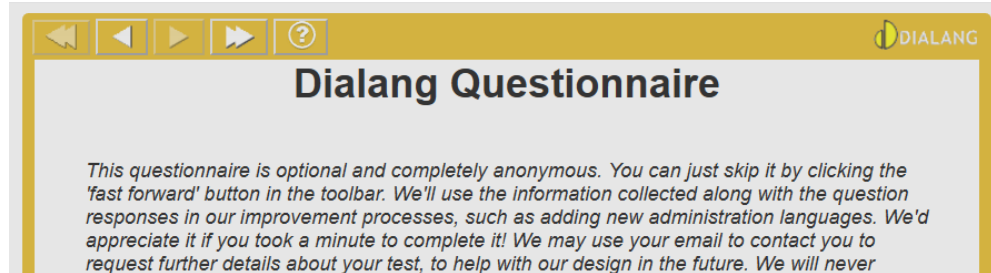 ?
DIALANG
Dialang Questionnaire
This questionnaire is optional and completely anonymous. You can just skip it by clicking the
'fast forward' button in the toolbar. We'll use the information collected along with the question
responses in our improvement processes, such as adding new administration languages. We'd
appreciate it if you took a minute to complete it! We may use your email to contact you to
request further details about your test, to help with our design in the future. We will never